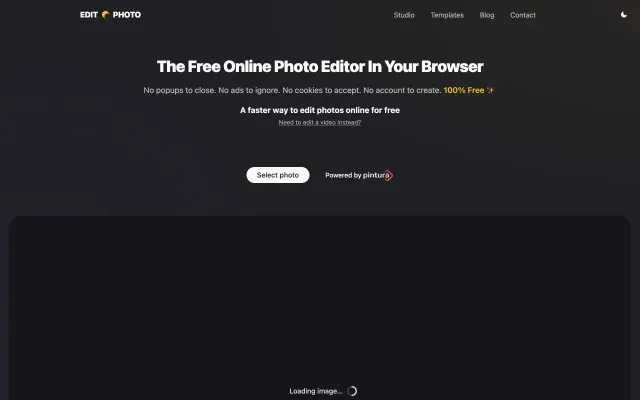 EDIT PHOTO
Studio Templates Blog Contact
The Free Online Photo Editor In Your Browser
No popups to close. No ads to ignore. No cookies to accept. No account to create. 100% Free ✨
A faster way to edit photos online for free
Need to edit a video instead?
Select photo
Powered by pintura
Loading image...